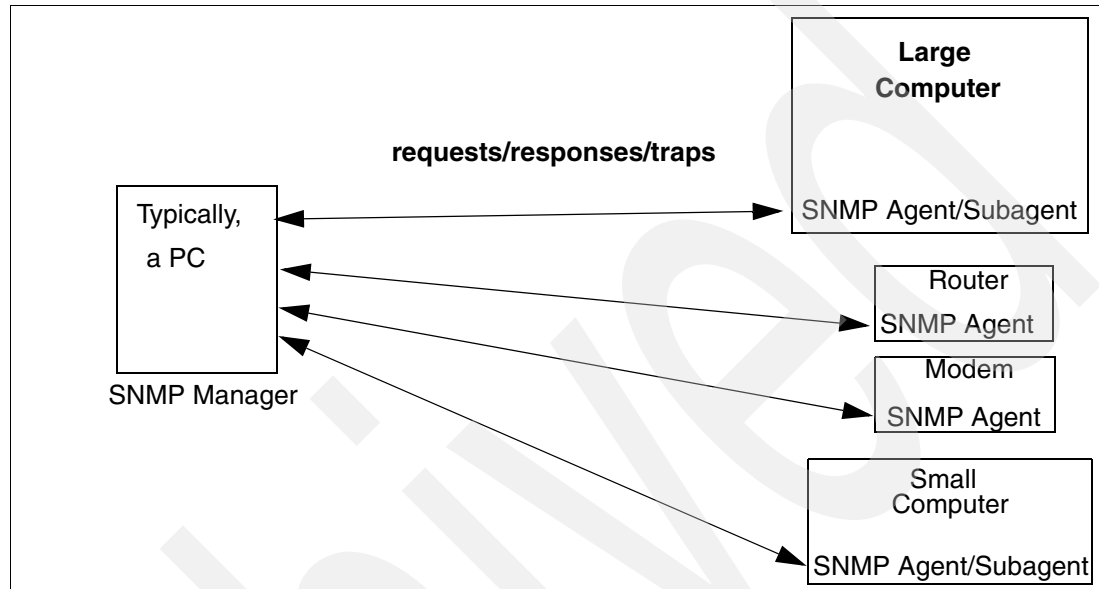 Large
Computer
requests/responses/traps
Typically,
a PC
SNMP Manager
SNMP Agent/Subagent
Router
SNMP Agent
Modem
SNMP Agent
Small
Computer
SNMP Agent/Subagent
hived